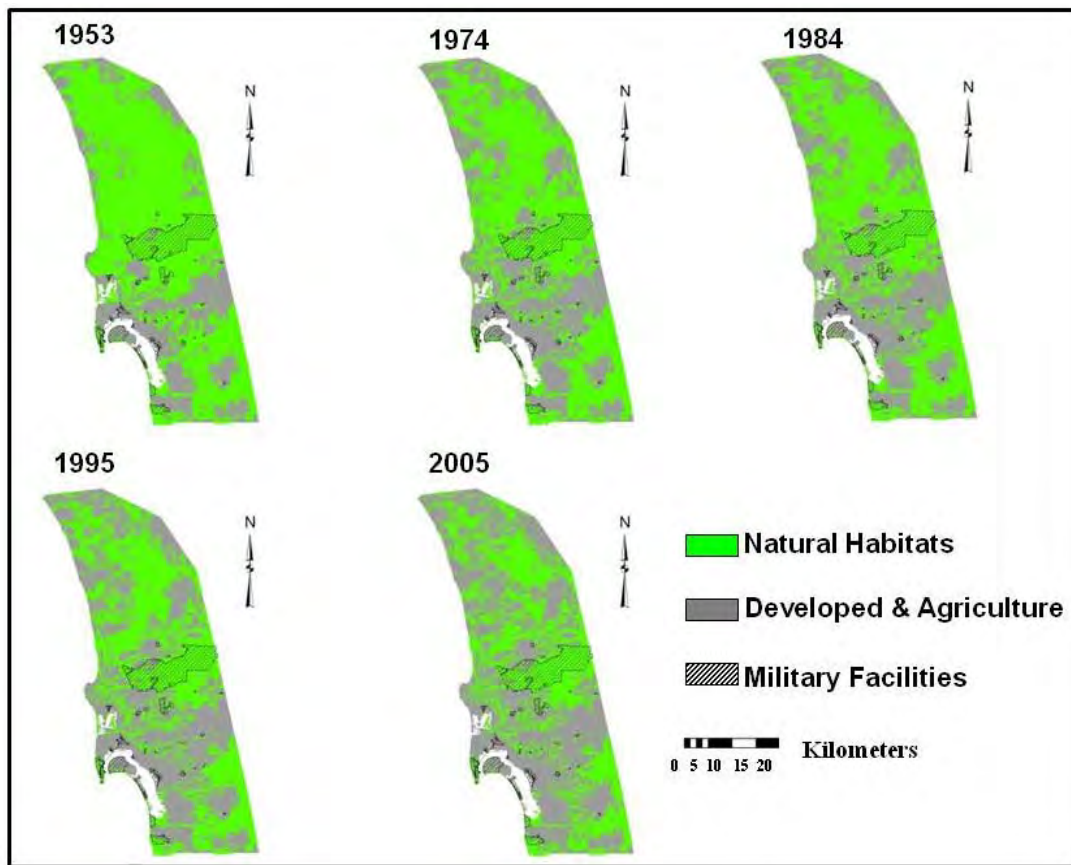 1953
N
1974
N
1984
N
1995
N
2005
N
Natural Habitats
Developed & Agriculture
Military Facilities
0 5 10 15 20 Kilometers